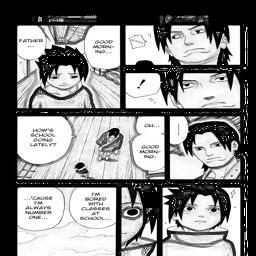 !
GOOD
MORN-
ING...
FATHER
...
OH...
GOOD
MORN-
ING...
HOW'S
SCHOOL
GOING
LATELY?
I'M
BORED
WITH
CLASSES
AT
SCHOOL...
...'CAUSE
I'M
ALWAYS
NUMBER
ONE...